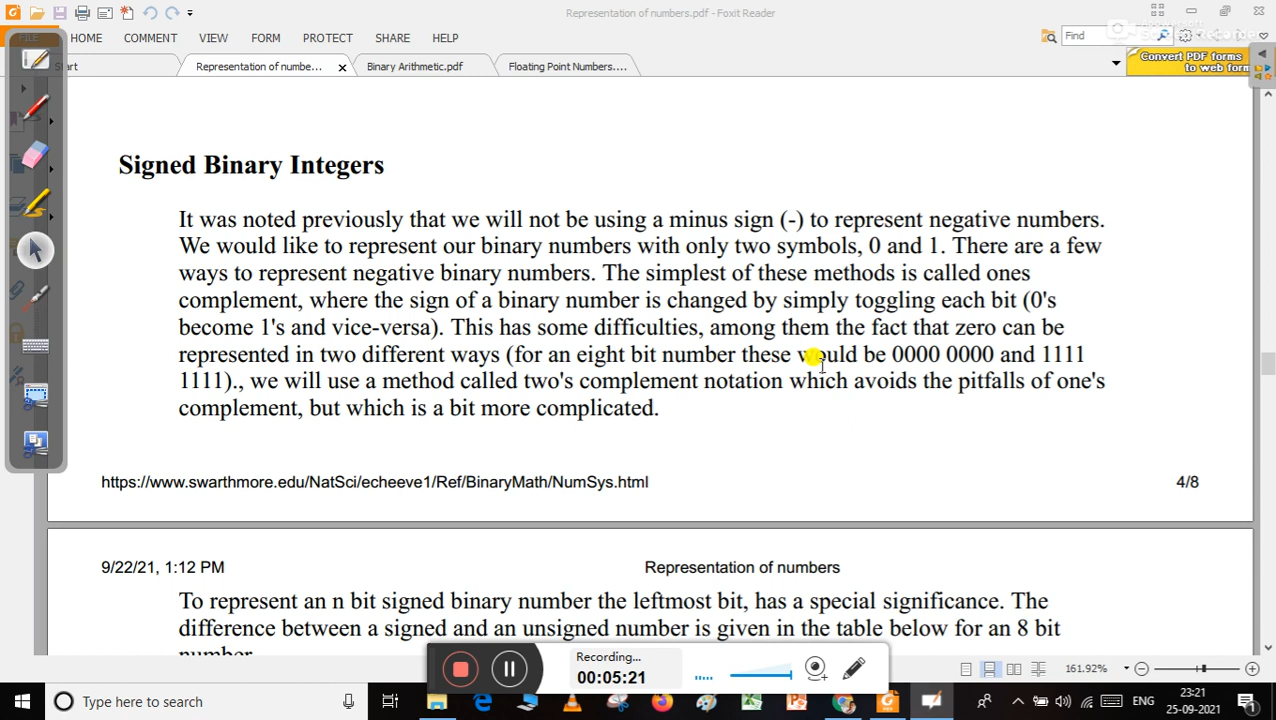 Representation of numbers.pdf - Foxit Reader
FILE HOME COMMENT VIEW FORM PROTECT SHARE HELP
Find
Start Representation of numbe... Binary Arithmetic.pdf Floating Point Numbers....
Convert PDF forms
to web form
Signed Binary Integers
It was noted previously that we will not be using a minus sign (-) to represent negative numbers.
We would like to represent our binary numbers with only two symbols, 0 and 1. There are a few
ways to represent negative binary numbers. The simplest of these methods is called ones
complement, where the sign of a binary number is changed by simply toggling each bit (0's
become 1's and vice-versa). This has some difficulties, among them the fact that zero can be
represented in two different ways (for an eight bit number these would be 0000 0000 and 1111
1111)., we will use a method called two's complement notation which avoids the pitfalls of one's
complement, but which is a bit more complicated.
https://www.swarthmore.edu/NatSci/echeeve1/Ref/BinaryMath/NumSys.html 4/8
9/22/21, 1:12 PM Representation of numbers
To represent an n bit signed binary number the leftmost bit, has a special significance. The
difference between a signed and an unsigned number is given in the table below for an 8 bit
number.
Recording...
00:05:21
161.92%
Type here to search
ENG
23:21
25-09-2021
1